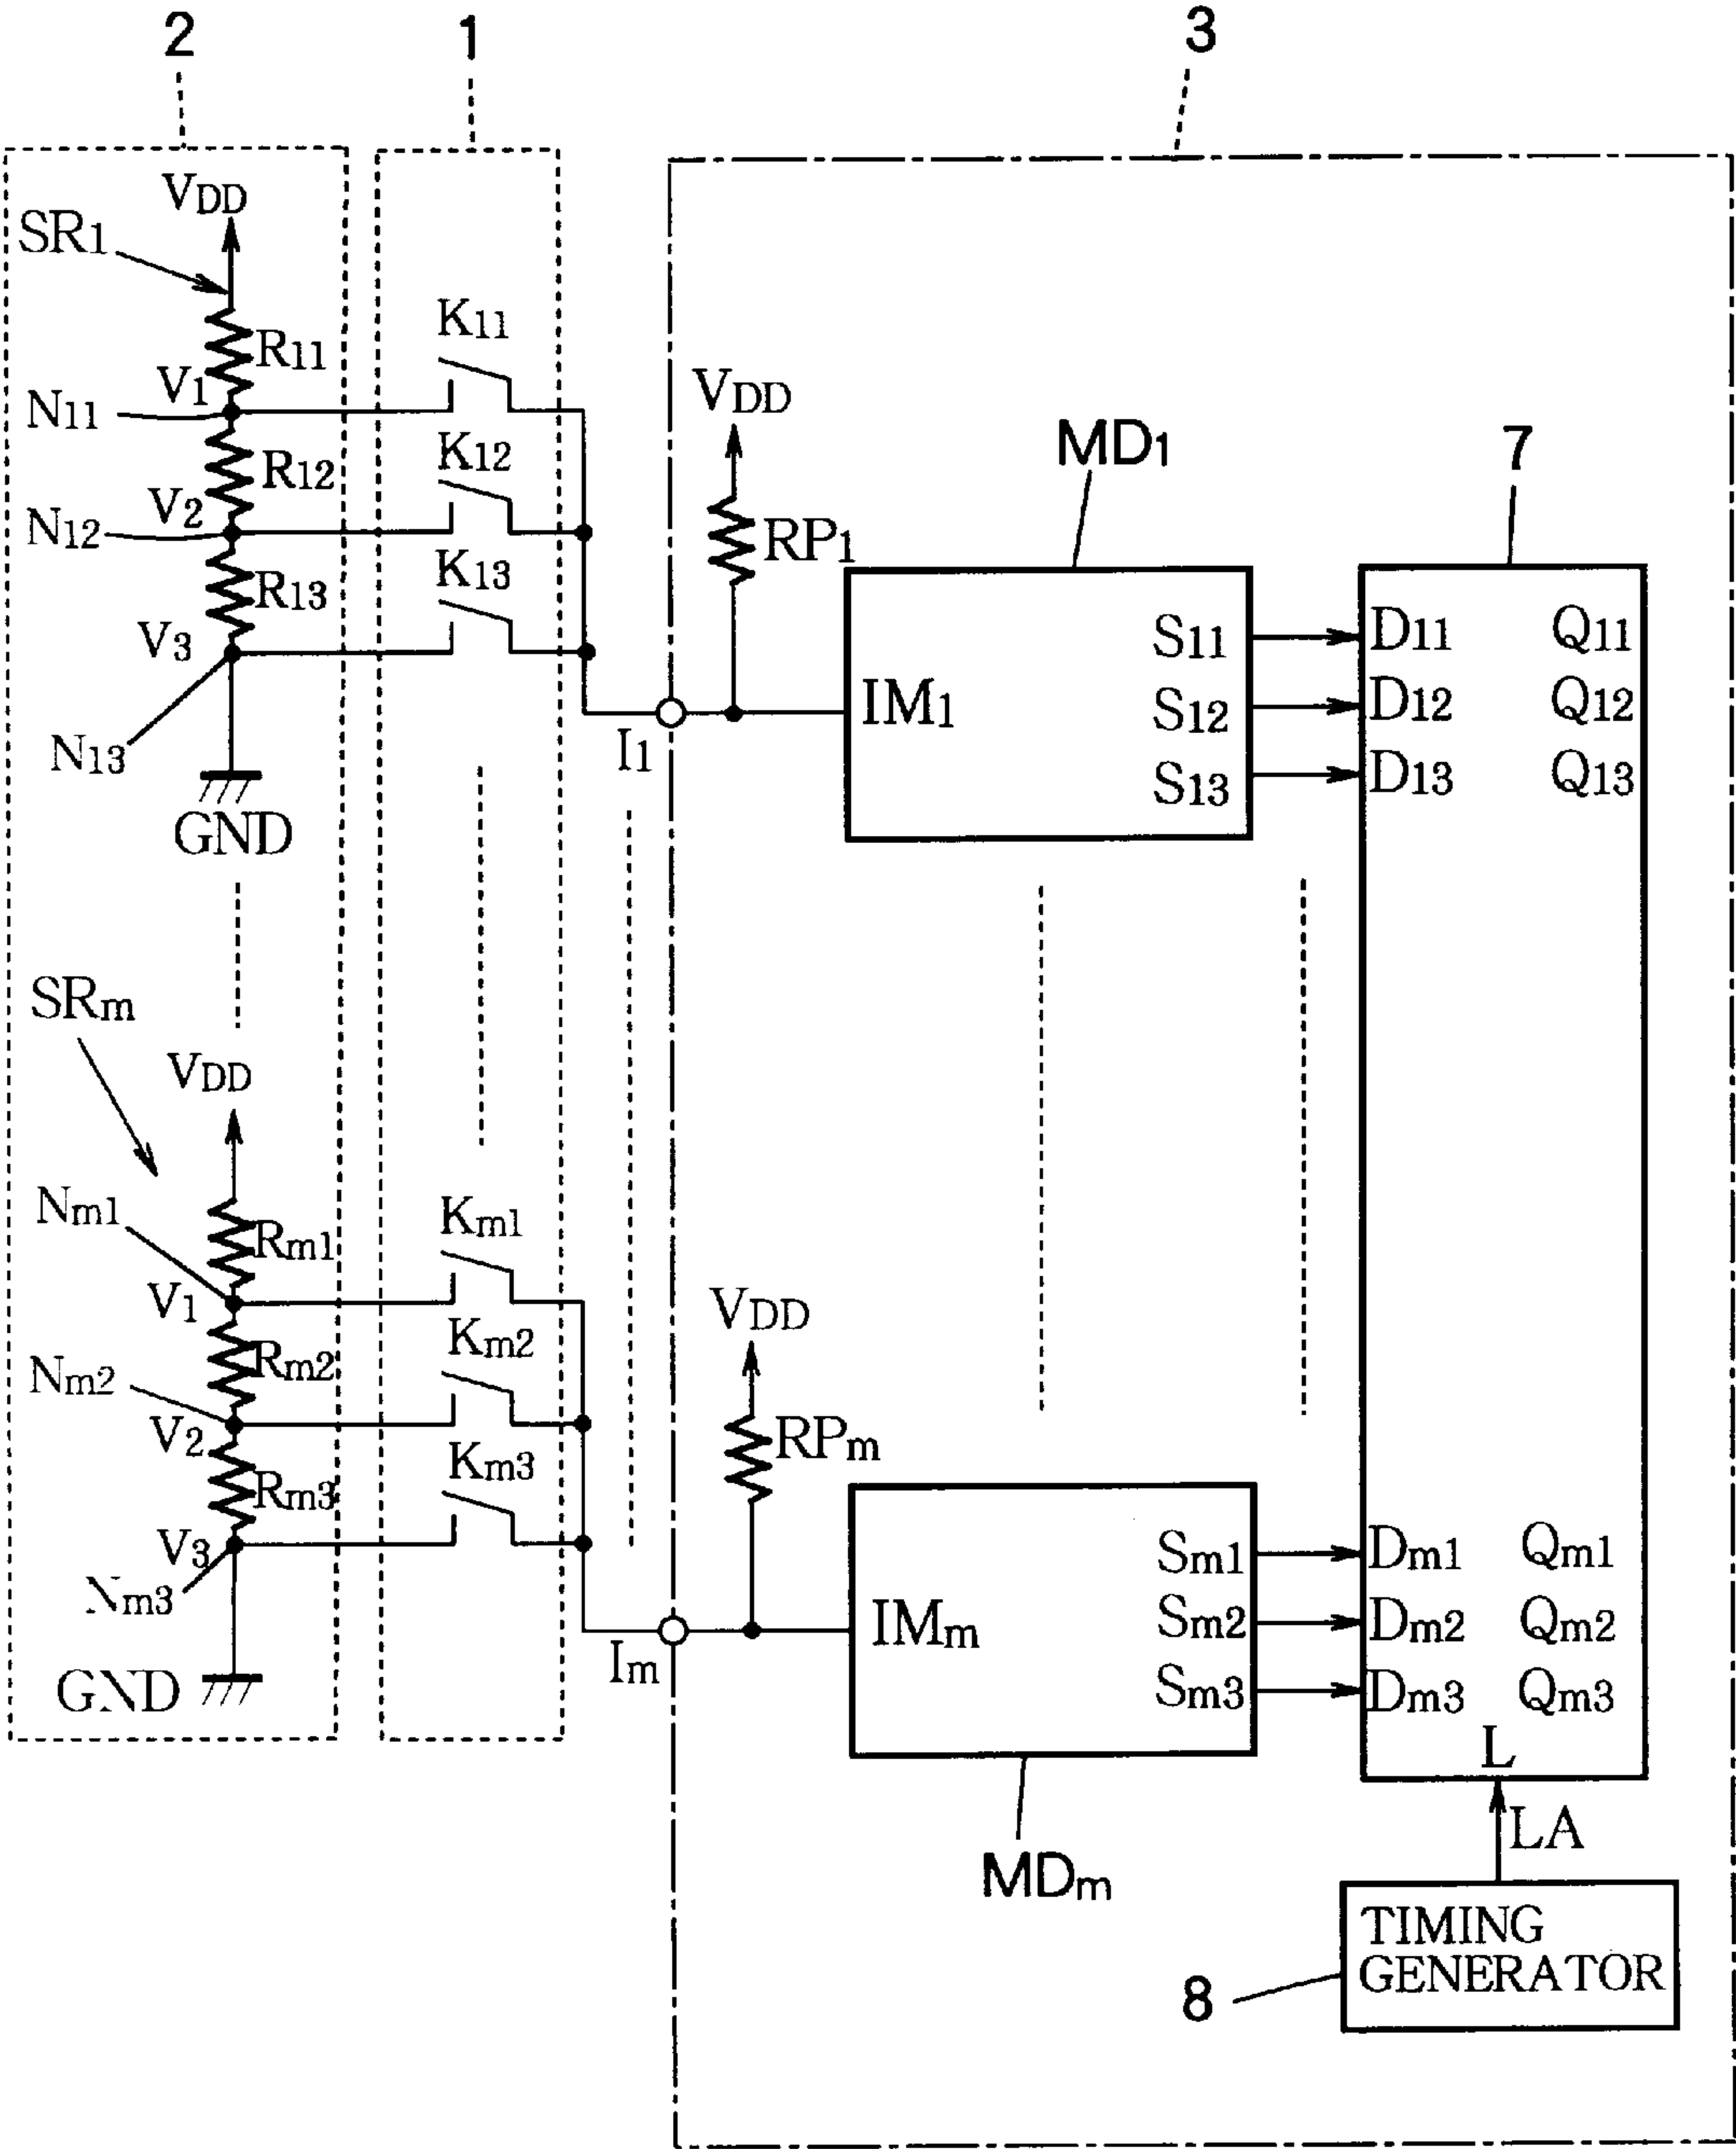 2
1
3
VDD
SR1
R11
V1
N11
R12
V2
N12
R13
V3
N13
GND
K11
K12
K13
I1
VDD
RP1
MD1
IM1
S11
S12
S13
7
D11 Q11
D12 Q12
D13 Q13
SRm
VDD
Nm1
Rm1
V1
Rm2
Nm2
V2
Rm3
V3
Nm3
GND
Km1
Km2
Km3
Im
VDD
RPm
IMm
Sm1
Sm2
Sm3
MDm
Dm1 Qm1
Dm2 Qm2
Dm3 Qm3
L
LA
TIMING
GENERATOR
8